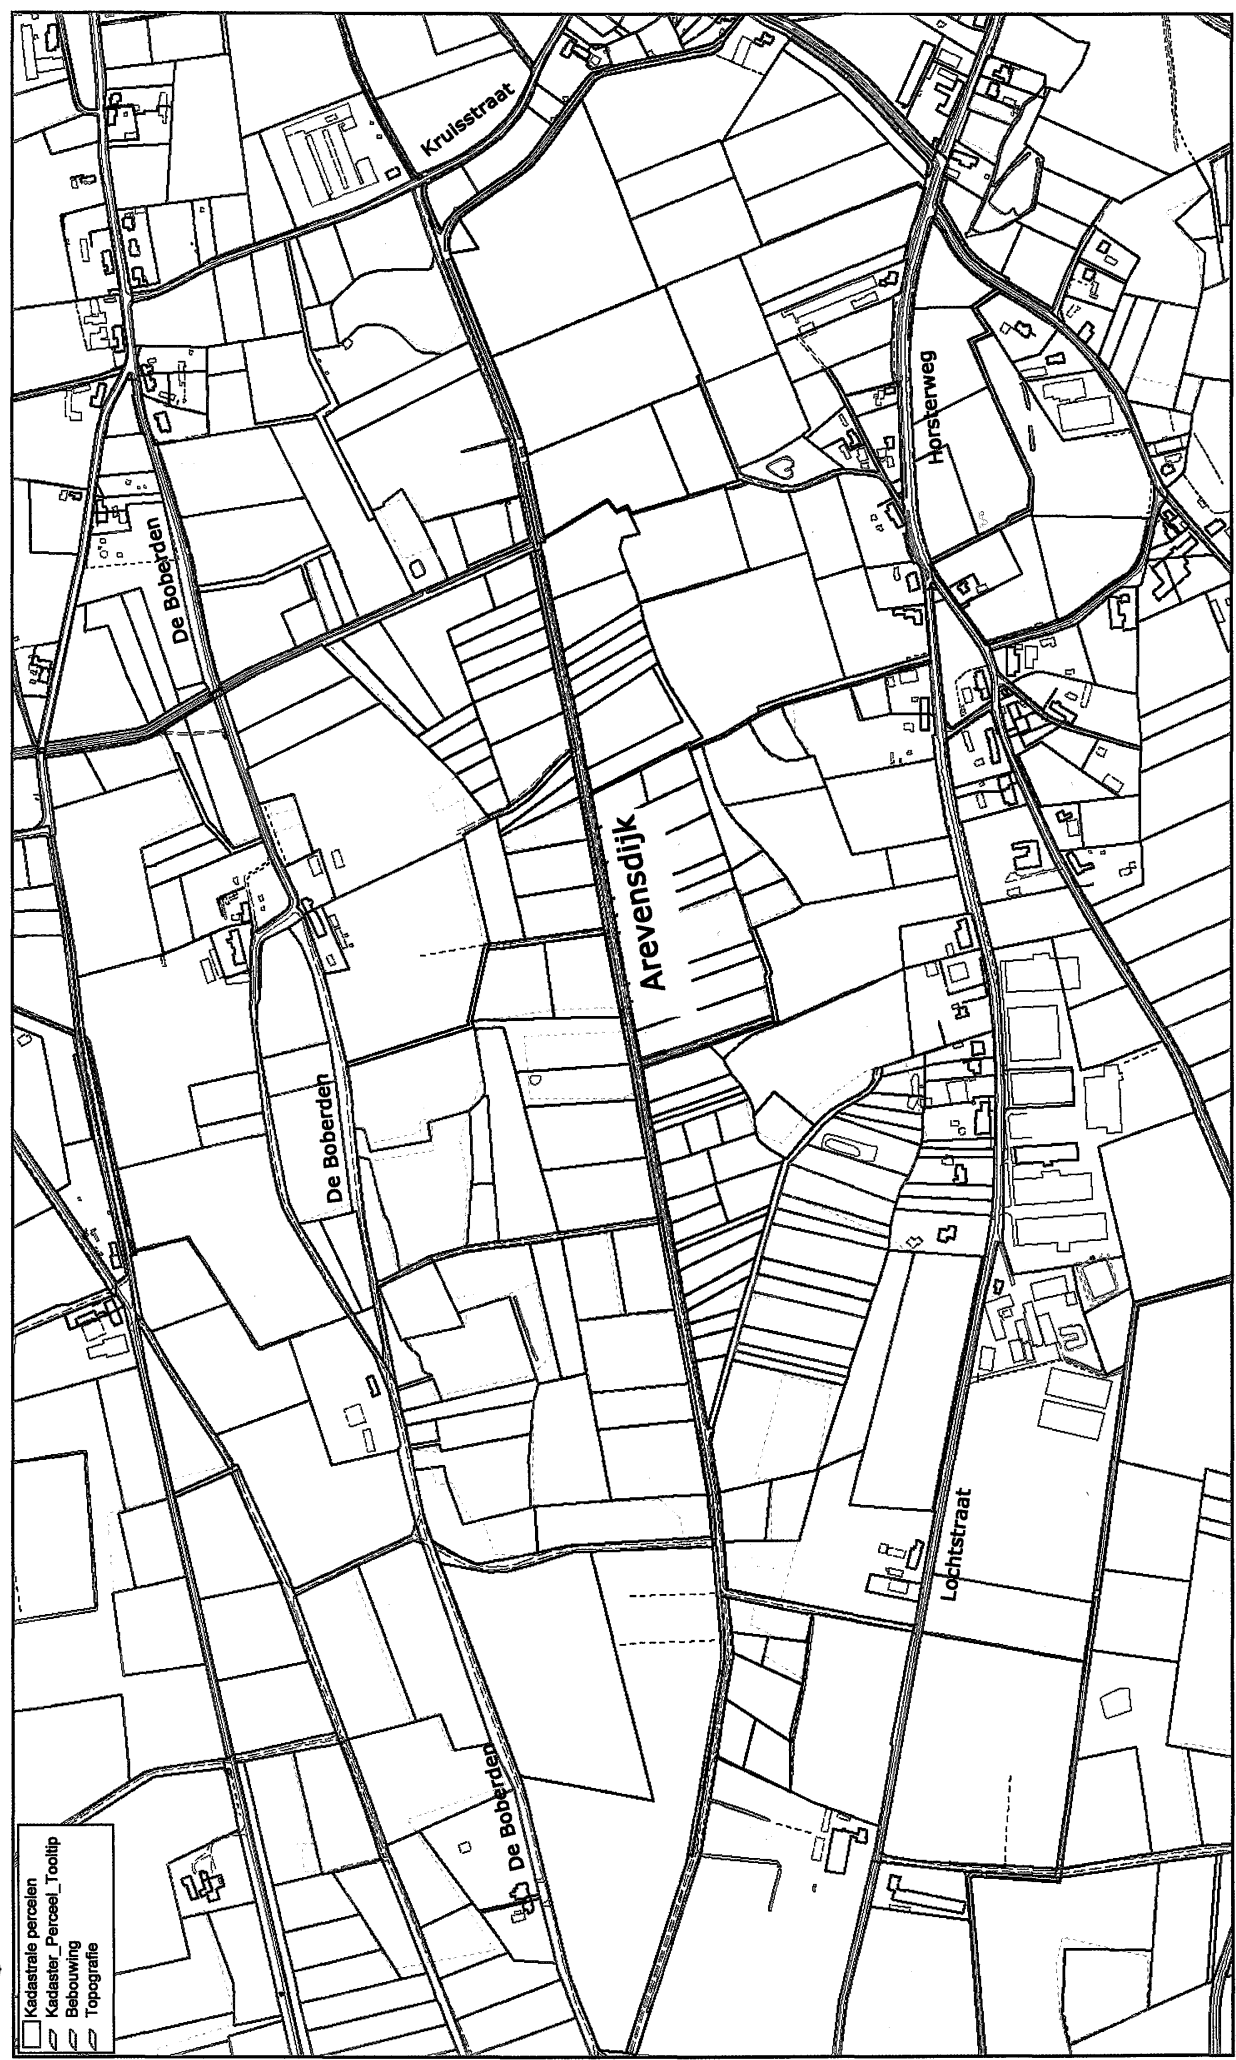 Kruisstraat
Horsterweg
De Boberden
Arevensdijk
De Boberden
Lochtstraat
De Boberden
Kadastrale percelen
Kadaster_Perceel_Tooltip
Bebouwing
Topografie